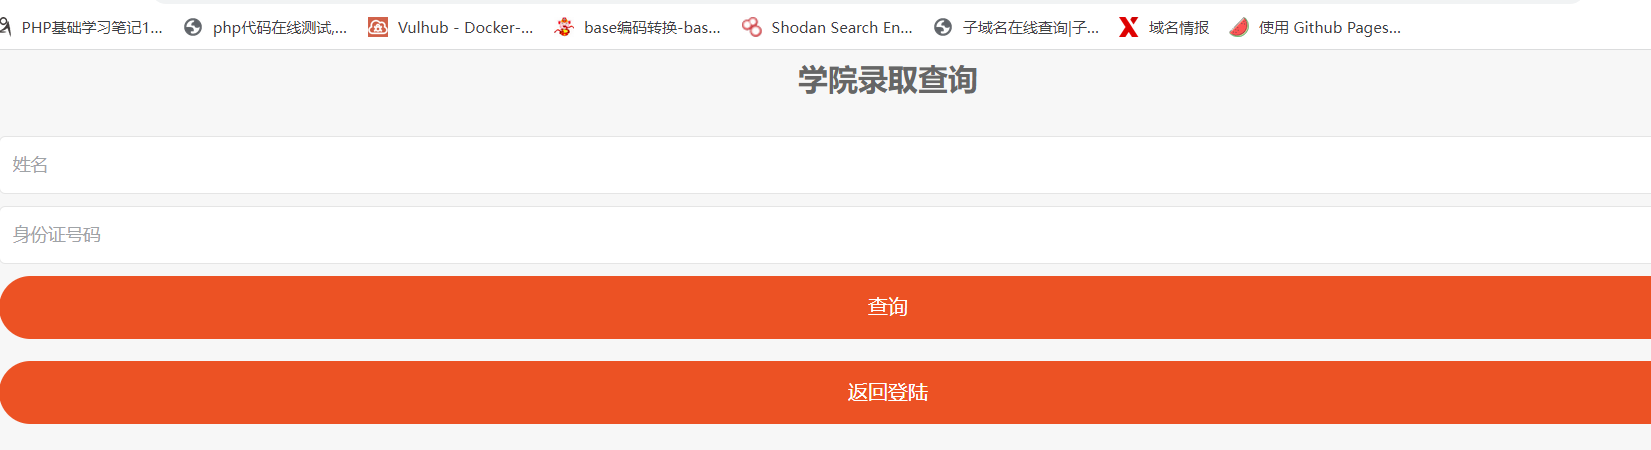 PHP基础学习笔记1... php代码在线测试,... Vulhub - Docker-... base编码转换-bas... Shodan Search En... 子域名在线查询|子... 域名情报 使用 Github Pages...
学院录取查询
姓名
身份证号码
查询
返回登陆